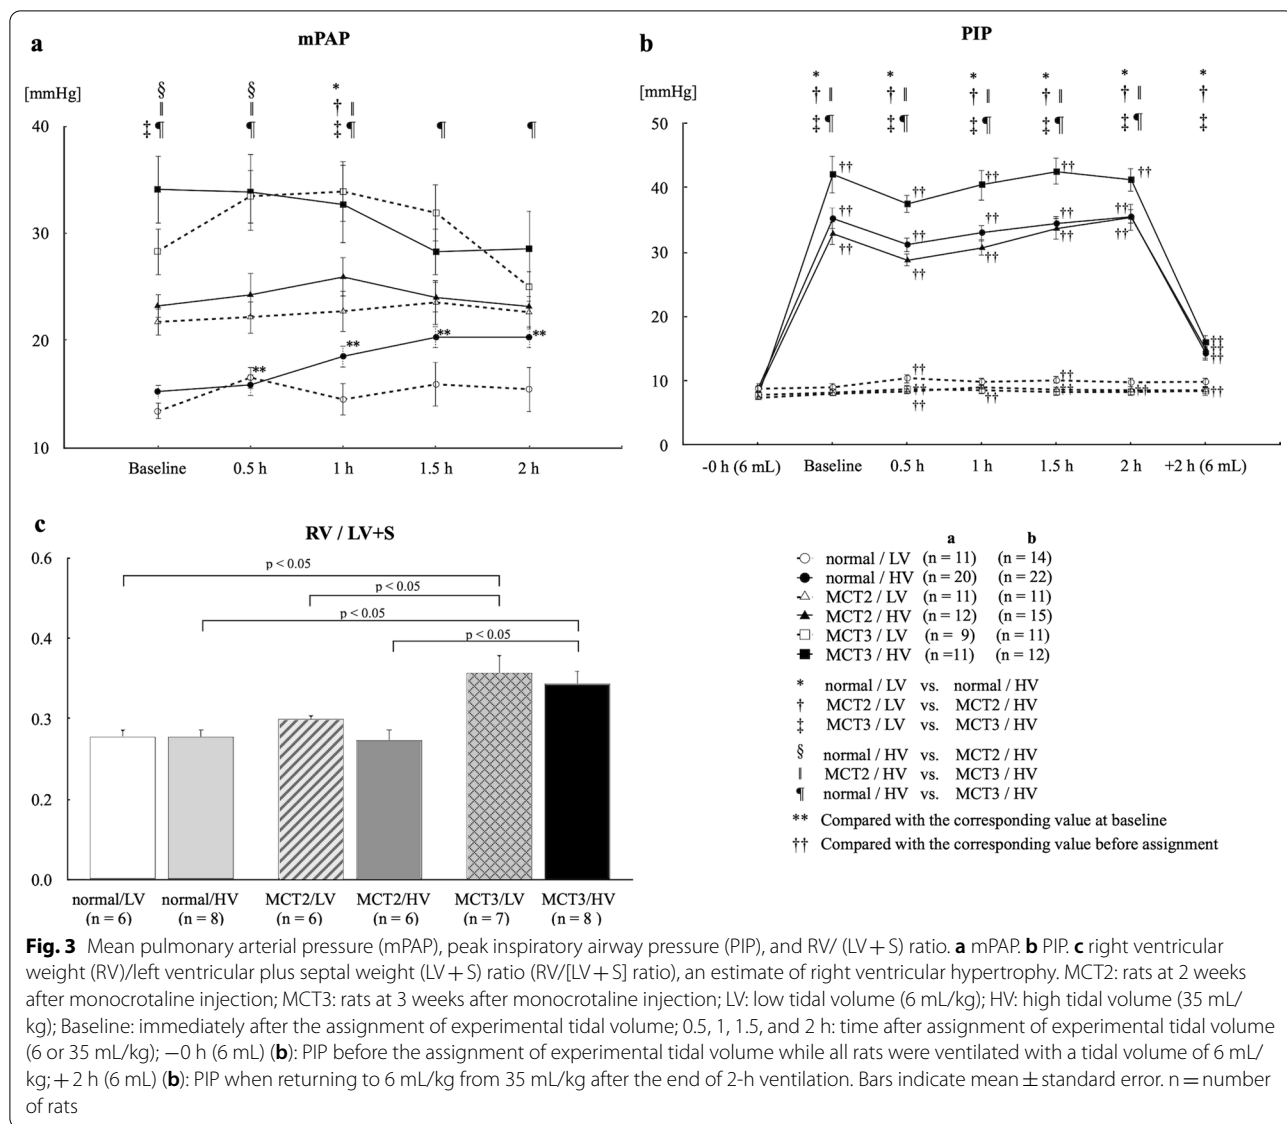 a
mPAP
[mmHg]
§ §
‖ ‖
‡ ¶ ¶
*
† ‖
‡ ¶ ¶ ¶
40
30
20
10
**
**
**
**
Baseline 0.5 h 1 h 1.5 h 2 h
b
PIP
[mmHg]
* * * * * *
† ‖ † ‖ † ‖ † ‖ † ‖ †
‡ ¶ ‡ ¶ ‡ ¶ ‡ ¶ ‡ ¶ ‡
50
40
30
20
10
0
†† †† †† †† ††
†† †† †† †† ††
†† †† †† †† ††
††
††
††
†† ††
†† †† †† ††
†† ††
-0 h (6 mL) Baseline 0.5 h 1 h 1.5 h 2 h +2 h (6 mL)
c
RV / LV+S
0.6
0.4
0.3
0.2
0.0
p < 0.05
p < 0.05
p < 0.05
p < 0.05
normal/LV normal/HV MCT2/LV MCT2/HV MCT3/LV MCT3/HV
(n = 6) (n = 8) (n = 6) (n = 6) (n = 7) (n = 8 )
a b
normal / LV (n = 11) (n = 14)
normal / HV (n = 20) (n = 22)
MCT2 / LV (n = 11) (n = 11)
MCT2 / HV (n = 12) (n = 15)
MCT3 / LV (n = 9) (n = 11)
MCT3 / HV (n =11) (n = 12)
* normal / LV vs. normal / HV
† MCT2 / LV vs. MCT2 / HV
‡ MCT3 / LV vs. MCT3 / HV
§ normal / HV vs. MCT2 / HV
‖ MCT2 / HV vs. MCT3 / HV
¶ normal / HV vs. MCT3 / HV
** Compared with the corresponding value at baseline
†† Compared with the corresponding value before assignment
Fig. 3 Mean pulmonary arterial pressure (mPAP), peak inspiratory airway pressure (PIP), and RV/ (LV + S) ratio. a mPAP. b PIP. c right ventricular
weight (RV)/left ventricular plus septal weight (LV + S) ratio (RV/[LV + S] ratio), an estimate of right ventricular hypertrophy. MCT2: rats at 2 weeks
after monocrotaline injection; MCT3: rats at 3 weeks after monocrotaline injection; LV: low tidal volume (6 mL/kg); HV: high tidal volume (35 mL/
kg); Baseline: immediately after the assignment of experimental tidal volume; 0.5, 1, 1.5, and 2 h: time after assignment of experimental tidal volume
(6 or 35 mL/kg); −0 h (6 mL) (b): PIP before the assignment of experimental tidal volume while all rats were ventilated with a tidal volume of 6 mL/
kg; + 2 h (6 mL) (b): PIP when returning to 6 mL/kg from 35 mL/kg after the end of 2-h ventilation. Bars indicate mean ± standard error. n = number
of rats